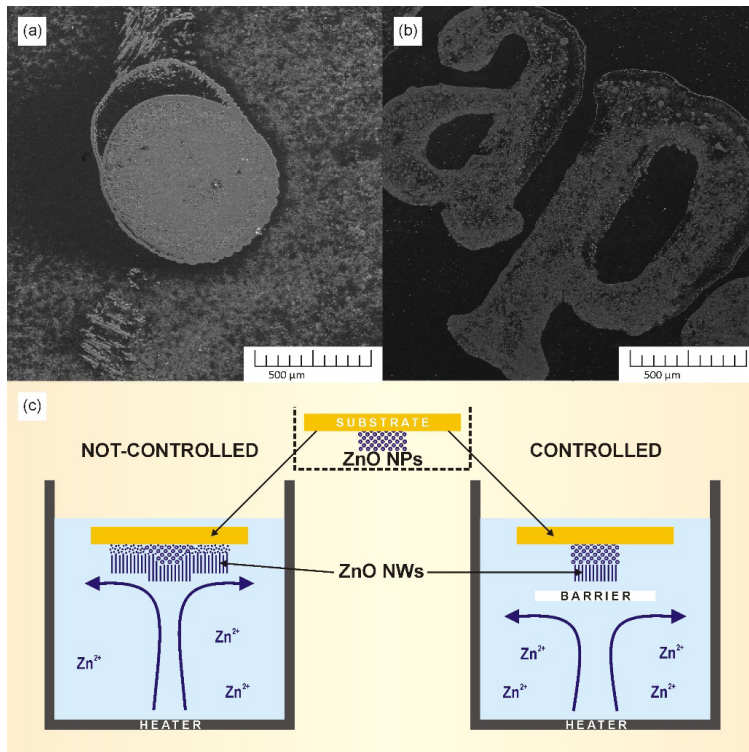 (a)
(b)
500 µm
500 µm
(c)
SUBSTRATE
NOT-CONTROLLED
CONTROLLED
ZnO NPs
ZnO NWs
BARRIER
Zn²⁺
Zn²⁺
Zn²⁺
Zn²⁺
Zn²⁺
Zn²⁺
Zn²⁺
HEATER
HEATER